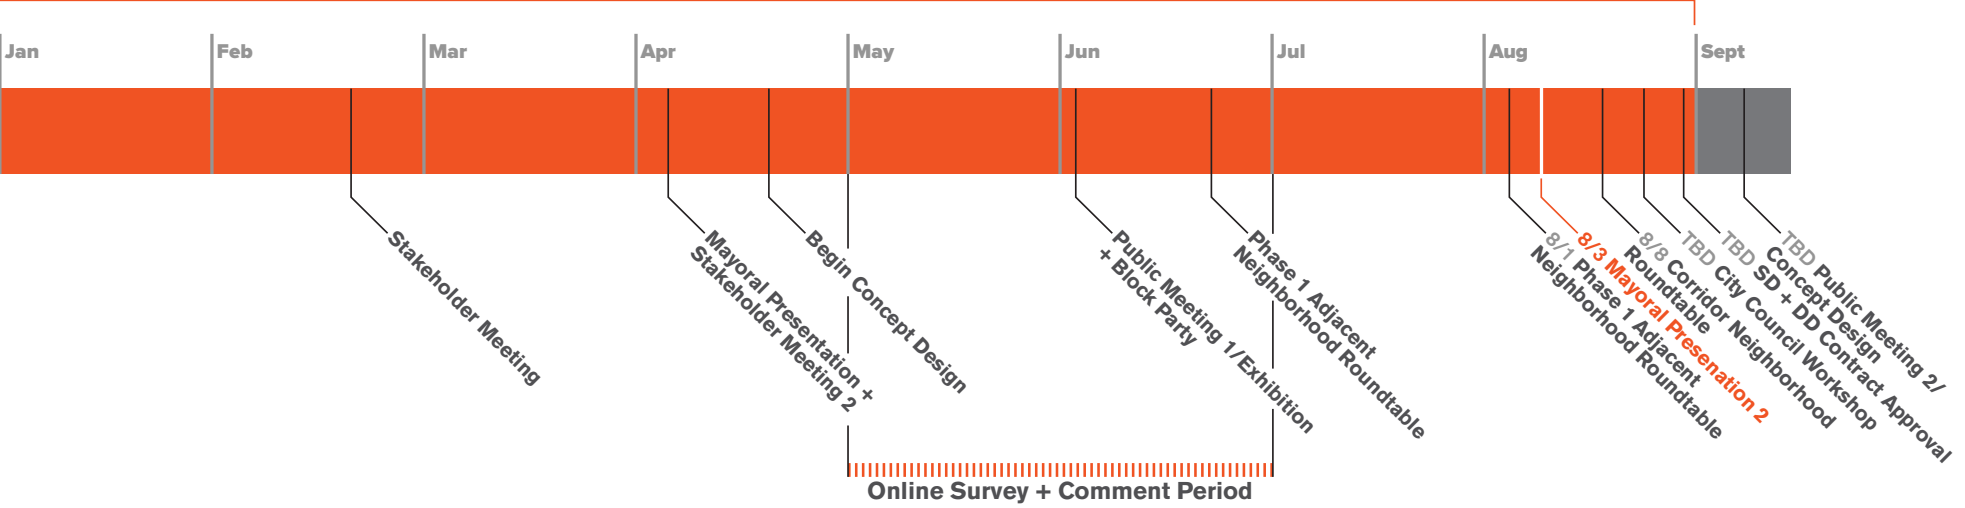 Jan
Feb
Mar
Apr
May
Jun
Jul
Aug
Sept
Stakeholder Meeting
Mayoral Presentation +
Stakeholder Meeting 2
Begin Concept Design
Public Meeting 1/Exhibition
+ Block Party
Phase 1 Adjacent
Neighborhood Roundtable
8/1 Phase 1 Adjacent
Neighborhood Roundtable
8/3 Mayoral Presenation 2
8/8 Corridor Neighborhood
Roundtable
TBD City Council Workshop
TBD SD + DD Contract Approval
TBD Public Meeting 2/
Concept Design
Online Survey + Comment Period